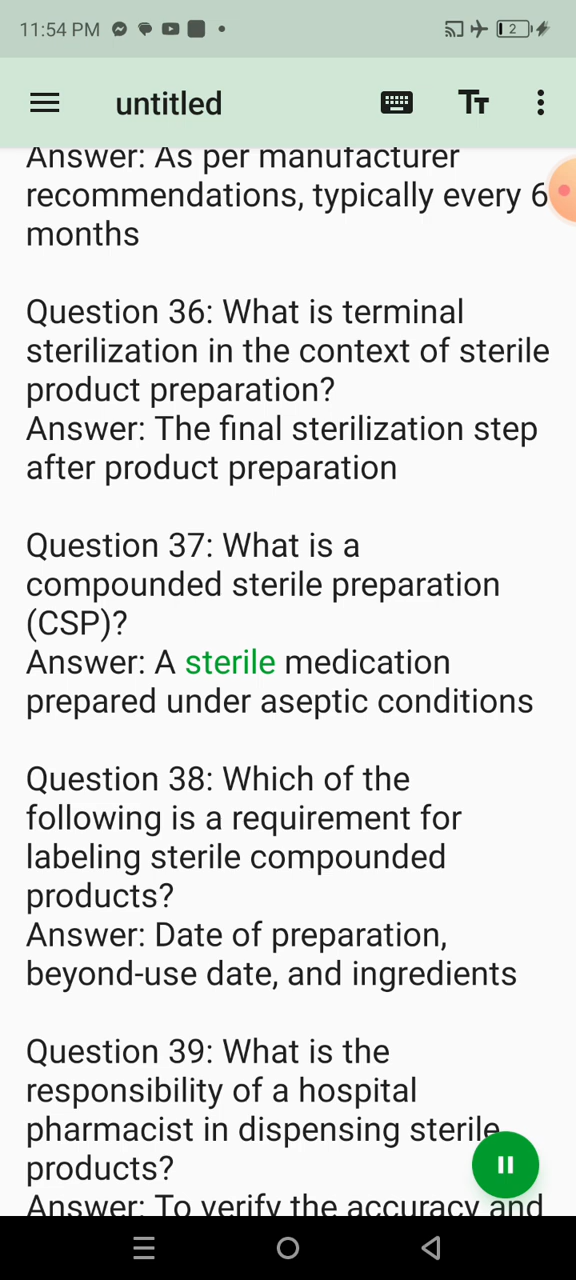 11:54 PM
2
untitled
Answer: As per manufacturer
recommendations, typically every 6
months
Question 36: What is terminal
sterilization in the context of sterile
product preparation?
Answer: The final sterilization step
after product preparation
Question 37: What is a
compounded sterile preparation
(CSP)?
Answer: A sterile medication
prepared under aseptic conditions
Question 38: Which of the
following is a requirement for
labeling sterile compounded
products?
Answer: Date of preparation,
beyond-use date, and ingredients
Question 39: What is the
responsibility of a hospital
pharmacist in dispensing sterile
products?
Answer: To verify the accuracy and